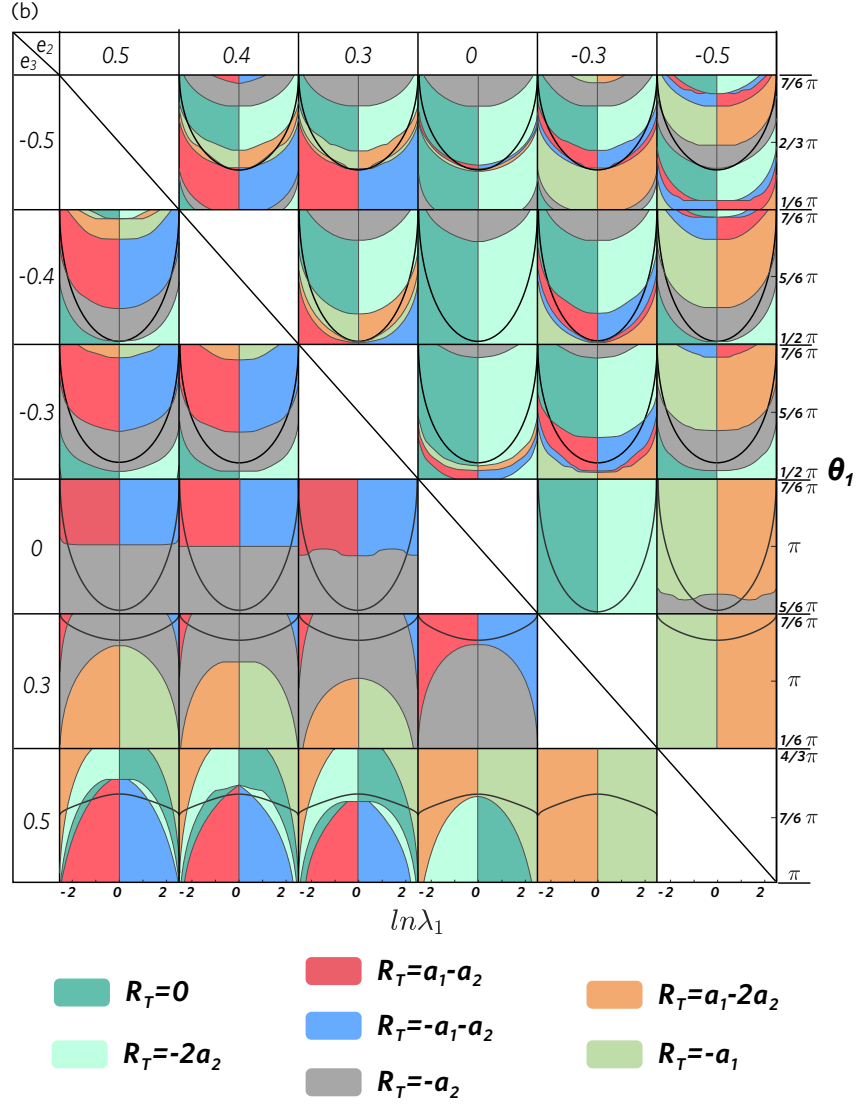 (b)
e2
e3
0.5 0.4 0.3 0 -0.3 -0.5
-0.5
7/6 π
2/3 π
1/6 π
-0.4
7/6 π
5/6 π
1/2 π
-0.3
7/6 π
5/6 π
1/2 π
θ1
0
7/6 π
π
5/6 π
0.3
7/6 π
π
1/6 π
0.5
4/3 π
7/6 π
π
-2 0 2 -2 0 2 -2 0 2 -2 0 2 -2 0 2 -2 0 2
lnλ1
RT=0
RT=-2a2
RT=a1-a2
RT=-a1-a2
RT=-a2
RT=a1-2a2
RT=-a1